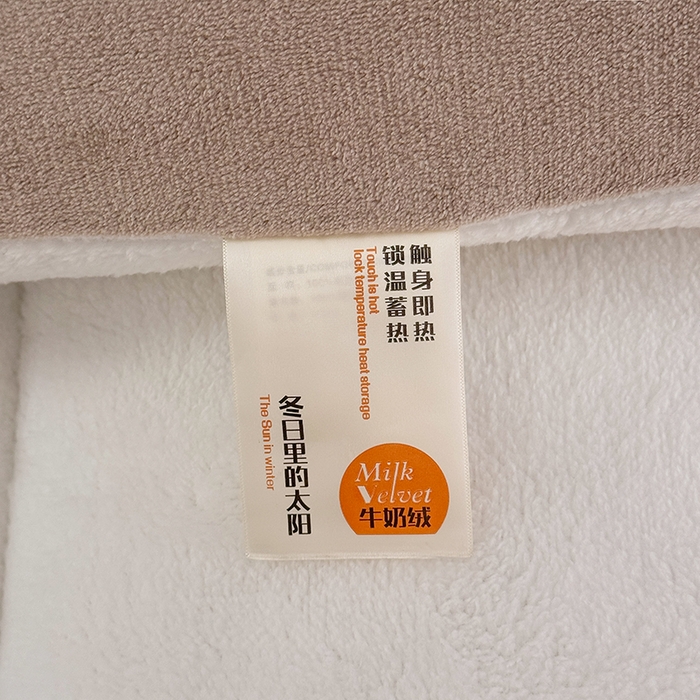 触身即热
锁温蓄热
Touch is hot
lock temperature heat storage
冬日里的太阳
The Sun in winter
Milk
Velvet
牛奶绒